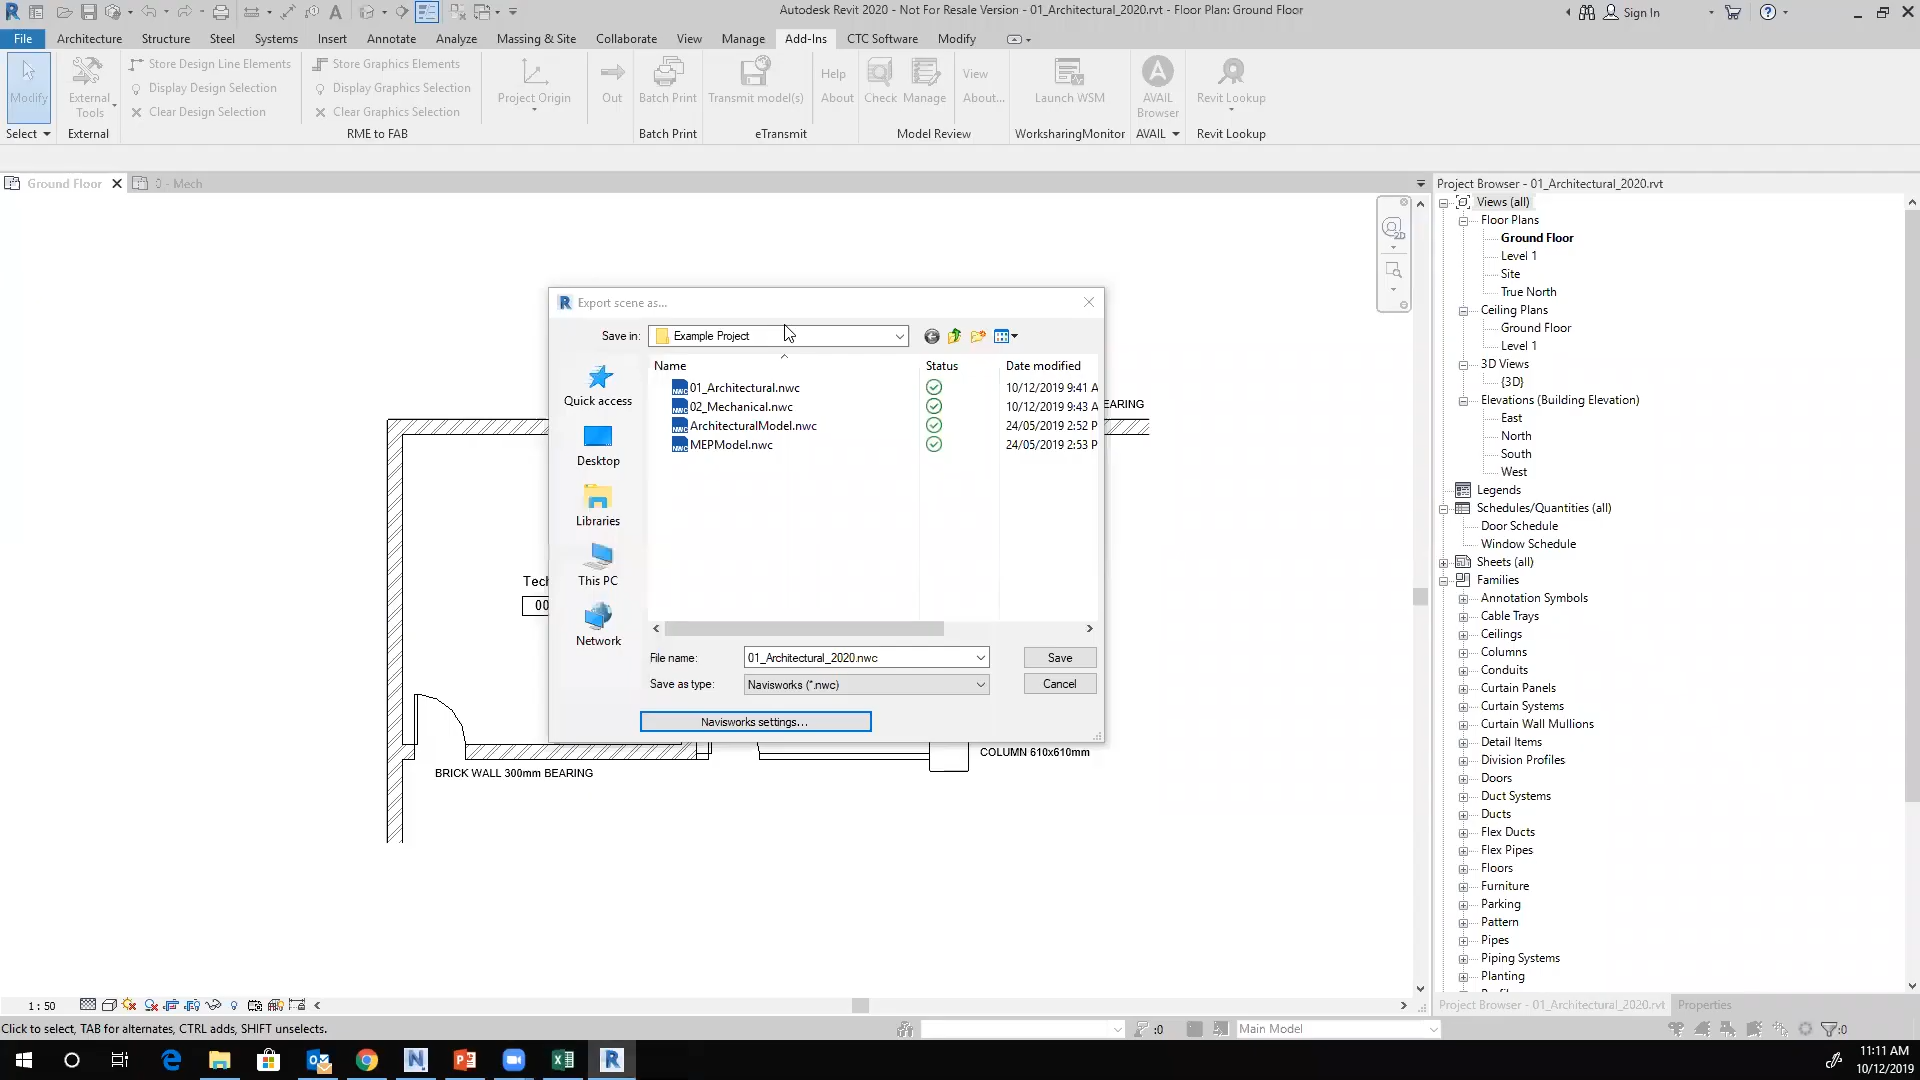 Autodesk Revit 2020 - Not For Resale Version - 01_Architectural_2020.rvt - Floor Plan: Ground Floor
Sign In
File Architecture Structure Steel Systems Insert Annotate Analyze Massing & Site Collaborate View Manage Add-Ins CTC Software Modify
Modify
External Tools
Store Design Line Elements
Display Design Selection
Clear Design Selection
Store Graphics Elements
Display Graphics Selection
Clear Graphics Selection
Project Origin
Out
Batch Print
Transmit model(s)
Help
About
Check
Manage
View
About...
Launch WSM
AVAIL Browser
Revit Lookup
Select External RME to FAB Batch Print eTransmit Model Review WorksharingMonitor AVAIL Revit Lookup
Ground Floor
0 - Mech
Project Browser - 01_Architectural_2020.rvt
Views (all)
Floor Plans
Ground Floor
Level 1
Site
True North
Ceiling Plans
Ground Floor
Level 1
3D Views
{3D}
Elevations (Building Elevation)
East
North
South
West
Legends
Schedules/Quantities (all)
Door Schedule
Window Schedule
Sheets (all)
Families
Annotation Symbols
Cable Trays
Ceilings
Columns
Conduits
Curtain Panels
Curtain Systems
Curtain Wall Mullions
Detail Items
Division Profiles
Doors
Duct Systems
Ducts
Flex Ducts
Flex Pipes
Floors
Furniture
Parking
Pattern
Pipes
Piping Systems
Planting
Export scene as...
Save in: Example Project
Name Status Date modified
01_Architectural.nwc 10/12/2019 9:41 A
02_Mechanical.nwc 10/12/2019 9:43 A
ArchitecturalModel.nwc 24/05/2019 2:52 P
MEPModel.nwc 24/05/2019 2:53 P
Quick access
Desktop
Libraries
This PC
Network
File name: 01_Architectural_2020.nwc Save
Save as type: Navisworks (*.nwc) Cancel
Navisworks settings...
EARING
Tech
00
BRICK WALL 300mm BEARING
COLUMN 610x610mm
1 : 50
Project Browser - 01_Architectural_2020.rvt Properties
Click to select, TAB for alternates, CTRL adds, SHIFT unselects.
:0
Main Model
:0
11:11 AM
10/12/2019